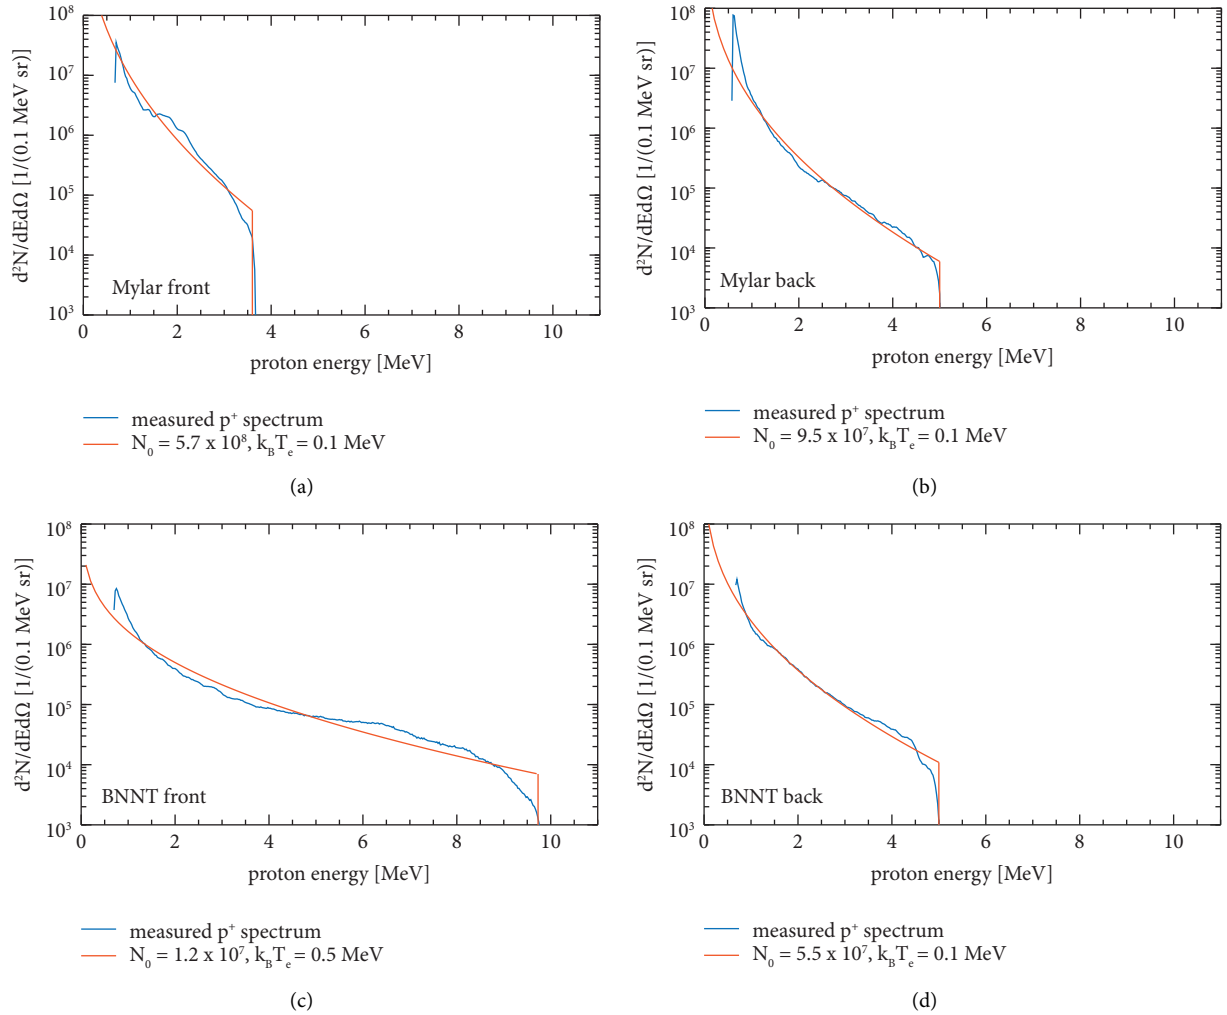 d²N/dEdΩ [1/(0.1 MeV sr)]
10⁸
10⁷
10⁶
10⁵
10⁴
10³
Mylar front
0 2 4 6 8 10
proton energy [MeV]
measured p⁺ spectrum
N₀ = 5.7 x 10⁸, k_BT_e = 0.1 MeV
(a)
d²N/dEdΩ [1/(0.1 MeV sr)]
10⁸
10⁷
10⁶
10⁵
10⁴
10³
Mylar back
0 2 4 6 8 10
proton energy [MeV]
measured p⁺ spectrum
N₀ = 9.5 x 10⁷, k_BT_e = 0.1 MeV
(b)
d²N/dEdΩ [1/(0.1 MeV sr)]
10⁸
10⁷
10⁶
10⁵
10⁴
10³
BNNT front
0 2 4 6 8 10
proton energy [MeV]
measured p⁺ spectrum
N₀ = 1.2 x 10⁷, k_BT_e = 0.5 MeV
(c)
d²N/dEdΩ [1/(0.1 MeV sr)]
10⁸
10⁷
10⁶
10⁵
10⁴
10³
BNNT back
0 2 4 6 8 10
proton energy [MeV]
measured p⁺ spectrum
N₀ = 5.5 x 10⁷, k_BT_e = 0.1 MeV
(d)